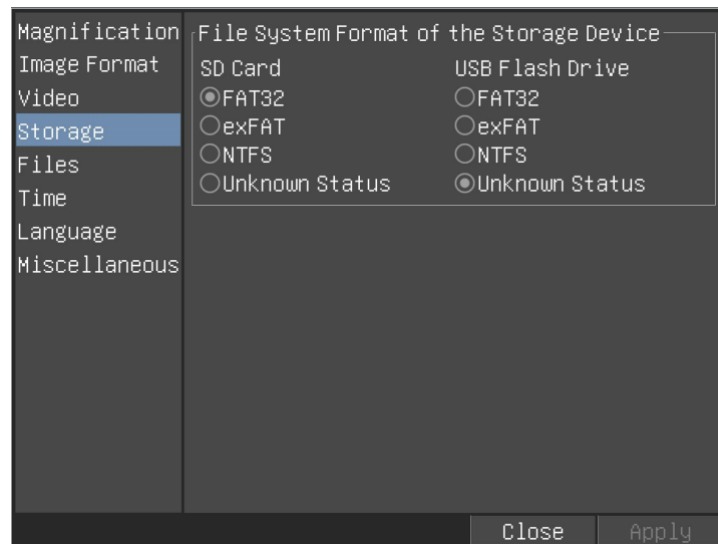 Magnification
Image Format
Video
Storage
Files
Time
Language
Miscellaneous
File System Format of the Storage Device
SD Card USB Flash Drive
FAT32 FAT32
exFAT exFAT
NTFS NTFS
Unknown Status Unknown Status
Close Apply